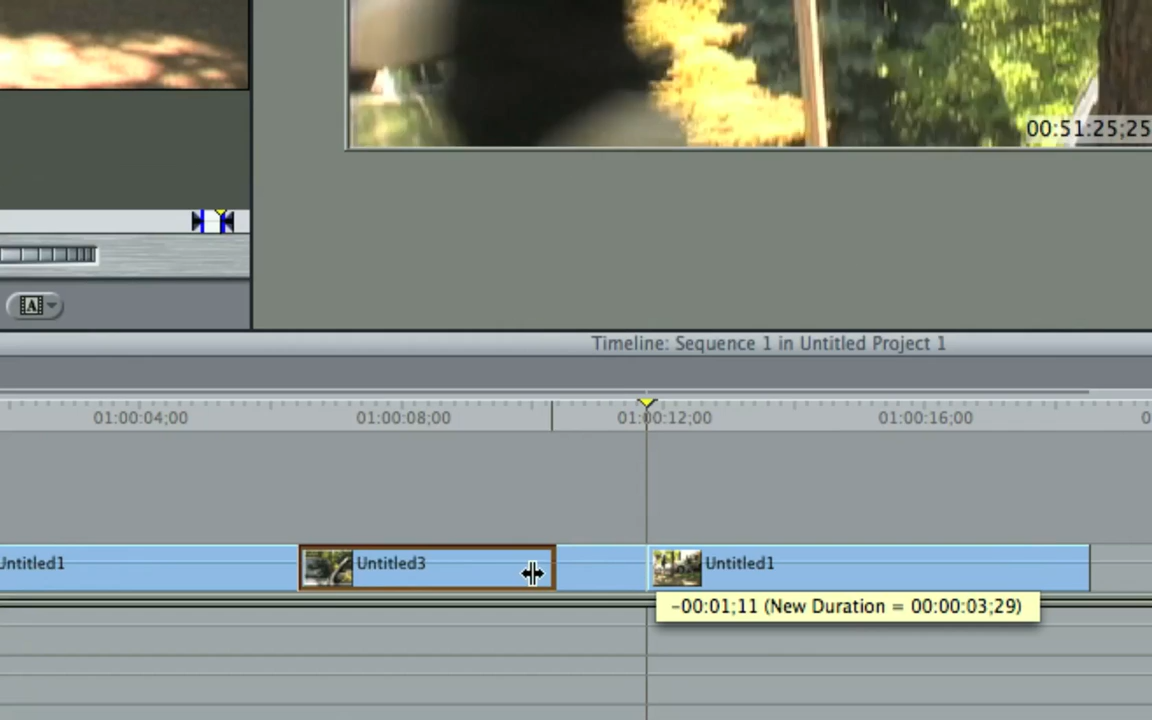 00:51:25;25
A
Timeline: Sequence 1 in Untitled Project 1
01:00:04;00 01:00:08;00 01:00:12;00 01:00:16;00 0
Untitled1 Untitled3 Untitled1
-00:01;11 (New Duration = 00:00:03;29)